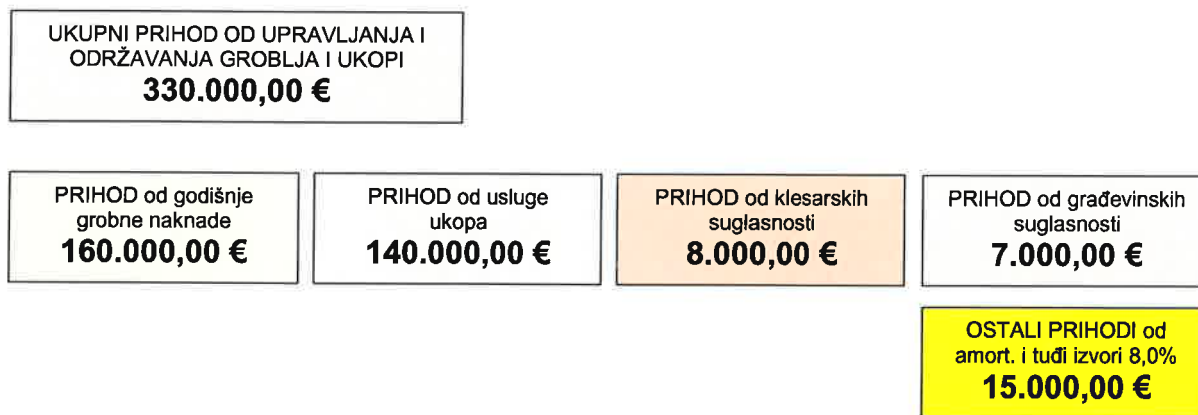 UKUPNI PRIHOD OD UPRAVLJANJA I
ODRŽAVANJA GROBLJA I UKOPI
330.000,00 €
PRIHOD od godišnje
grobne naknade
160.000,00 €
PRIHOD od usluge
ukopa
140.000,00 €
PRIHOD od klesarskih
suglasnosti
8.000,00 €
PRIHOD od građevinskih
suglasnosti
7.000,00 €
OSTALI PRIHODI od
amort. i tuđi izvori 8,0%
15.000,00 €